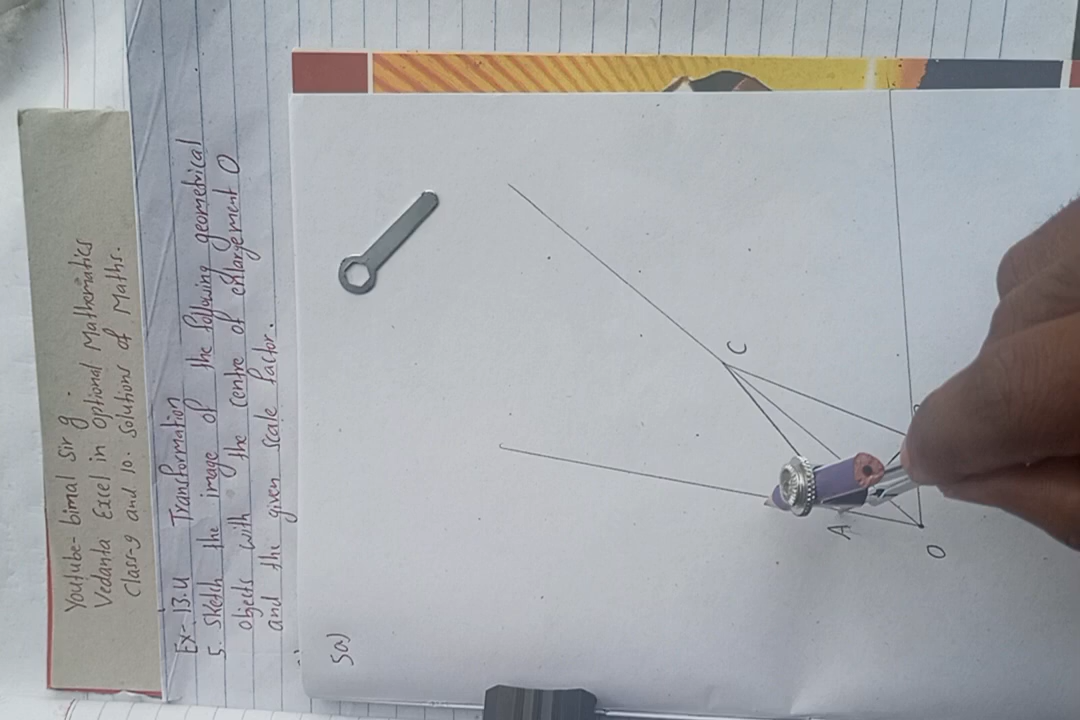 Youtube- bimal Sir g.
Vedanta Excel in Optional Mathematics
Class-9 and 10. Solutions of Maths.
Ex- 13.4 Transformation
5. Sketch the image of the following geometrical
objects with the centre of enlargement O
and the given scale factor.
5a)
C
A
O